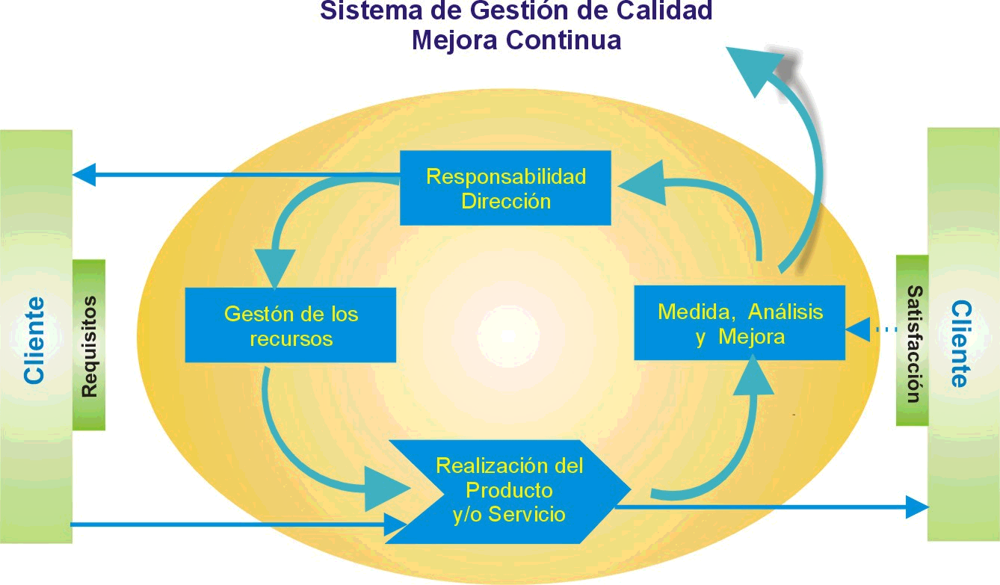 Sistema de Gestión de Calidad
Mejora Continua
Responsabilidad
Dirección
Cliente
Requisitos
Gestón de los
recursos
Medida, Análisis
y Mejora
Satisfacción
Cliente
Realización del
Producto
y/o Servicio